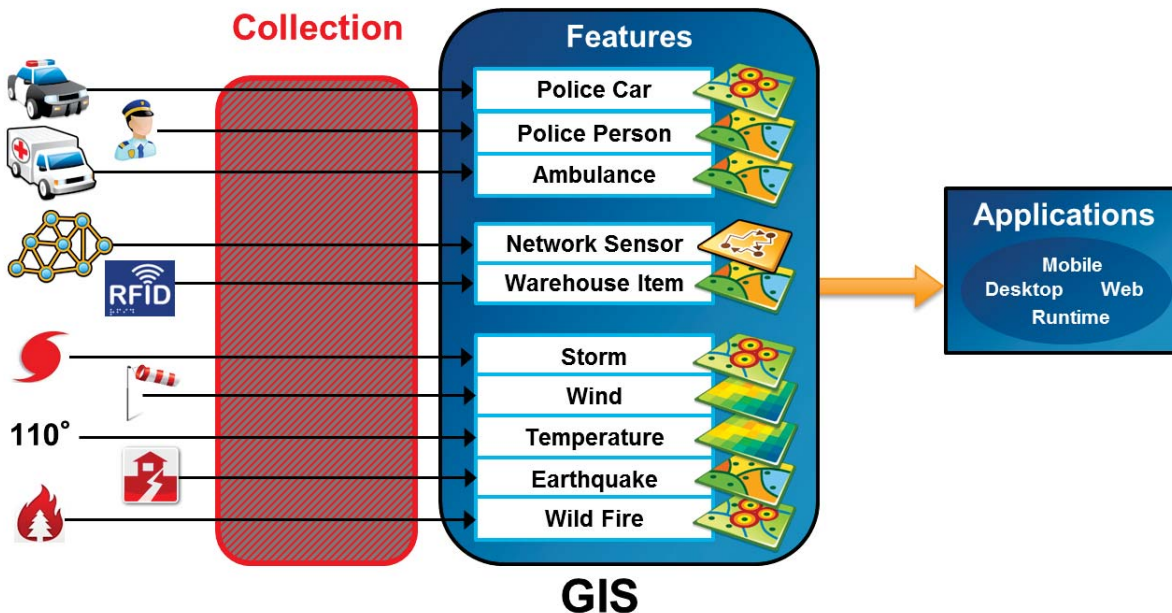 Collection
Features
Police Car
Police Person
Ambulance
Network Sensor
RFID
Warehouse Item
Storm
Wind
110°
Temperature
Earthquake
Wild Fire
GIS
Applications
Mobile
Desktop Web
Runtime